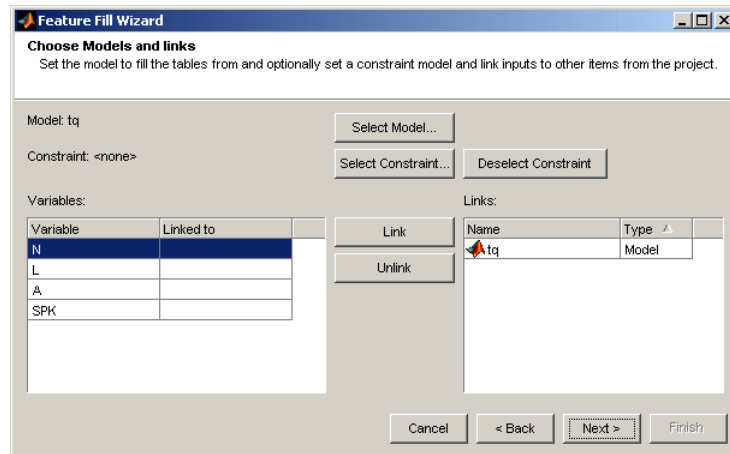 Feature Fill Wizard
Choose Models and links
Set the model to fill the tables from and optionally set a constraint model and link inputs to other items from the project.
Model: tq
Select Model...
Constraint: <none>
Select Constraint...
Deselect Constraint
Variables:
Links:
Variable Linked to
N
L
A
SPK
Link
Unlink
Name Type
tq Model
Cancel
< Back
Next >
Finish